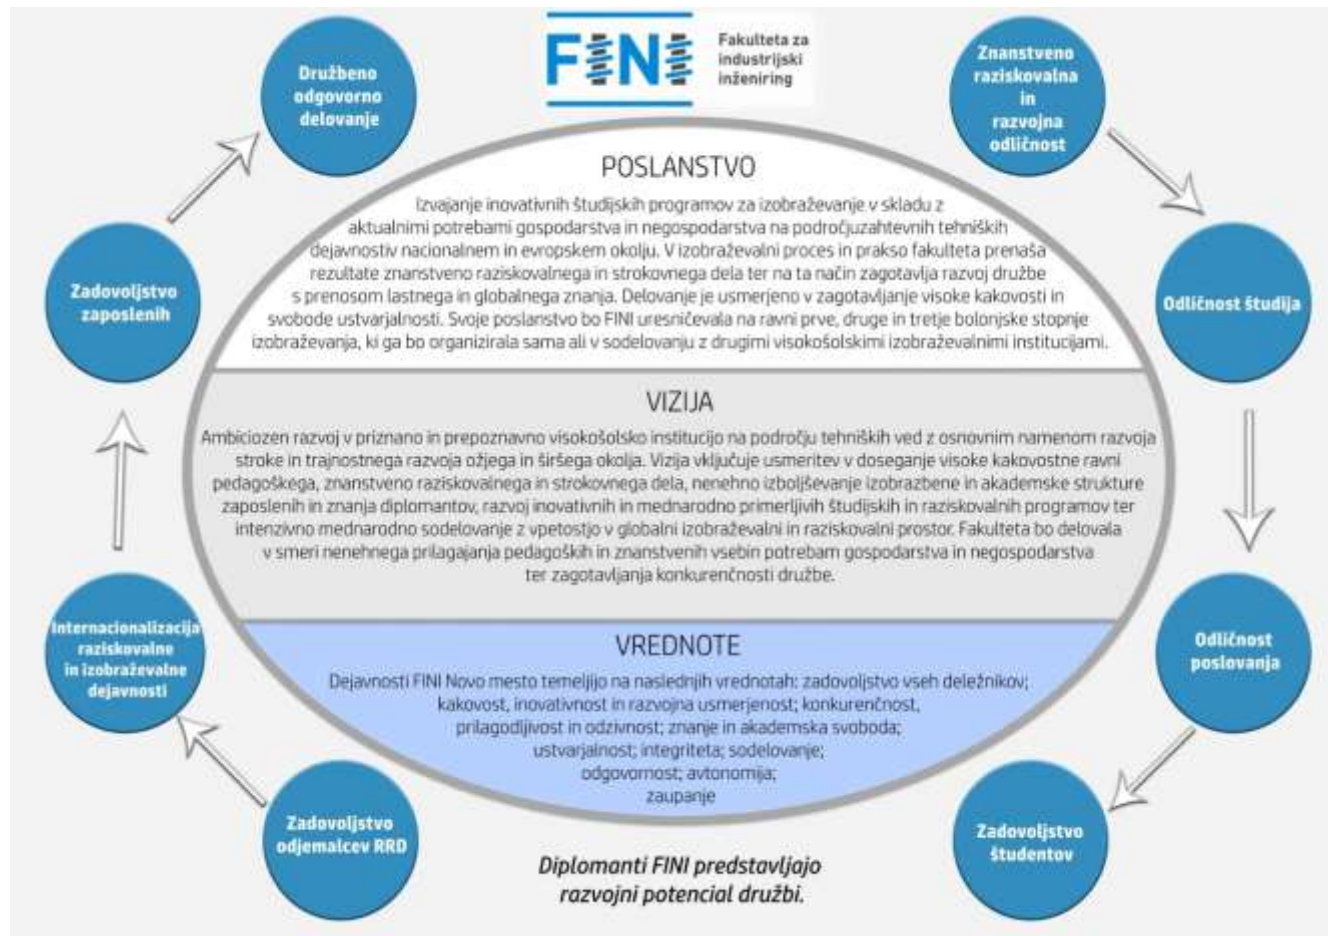 FINI
Fakulteta za
industrijski
inženiring
Družbeno
odgovorno
delovanje
Znanstveno
raziskovalna
in
razvojna
odličnost
Zadovoljstvo
zaposlenih
Odličnost študija
Internacionalizacija
raziskovalne
in izobraževalne
dejavnosti
Odličnost
poslovanja
Zadovoljstvo
odjemalcev RRD
Zadovoljstvo
študentov
POSLANSTVO
Izvajanje inovativnih študijskih programov za izobraževanje v skladu z
aktualnimi potrebami gospodarstva in negospodarstva na področjuzahtevnih tehniških
dejavnostiv nacionalnem in evropskem okolju. V izobraževalni proces in prakso fakulteta prenaša
rezultate znanstveno raziskovalnega in strokovnega dela ter na ta način zagotavlja razvoj družbe
s prenosom lastnega in globalnega znanja. Delovanje je usmerjeno v zagotavljanje visoke kakovosti in
svobode ustvarjalnosti. Svoje poslanstvo bo FINI uresničevala na ravni prve, druge in tretje bolonjske stopnje
izobraževanja, ki ga bo organizirala sama ali v sodelovanju z drugimi visokošolskimi izobraževalnimi institucijami.
VIZIJA
Ambiciozen razvoj v priznano in prepoznavno visokošolsko institucijo na področju tehniških ved z osnovnim namenom razvoja
stroke in trajnostnega razvoja ožjega in širšega okolja. Vizija vključuje usmeritev v doseganje visoke kakovostne ravni
pedagoškega, znanstveno raziskovalnega in strokovnega dela, nenehno izboljševanje izobrazbene in akademske strukture
zaposlenih in znanja diplomantov, razvoj inovativnih in mednarodno primerljivih študijskih in raziskovalnih programov ter
intenzivno mednarodno sodelovanje z vpetostjo v globalni izobraževalni in raziskovalni prostor. Fakulteta bo delovala
v smeri nenehnega prilagajanja pedagoških in znanstvenih vsebin potrebam gospodarstva in negospodarstva
ter zagotavljanja konkurenčnosti družbe.
VREDNOTE
Dejavnosti FINI Novo mesto temeljijo na naslednjih vrednotah: zadovoljstvo vseh deležnikov;
kakovost, inovativnost in razvojna usmerjenost; konkurenčnost,
prilagodljivost in odzivnost; znanje in akademska svoboda;
ustvarjalnost; integriteta; sodelovanje;
odgovornost; avtonomija;
zaupanje
Diplomanti FINI predstavljajo
razvojni potencial družbi.